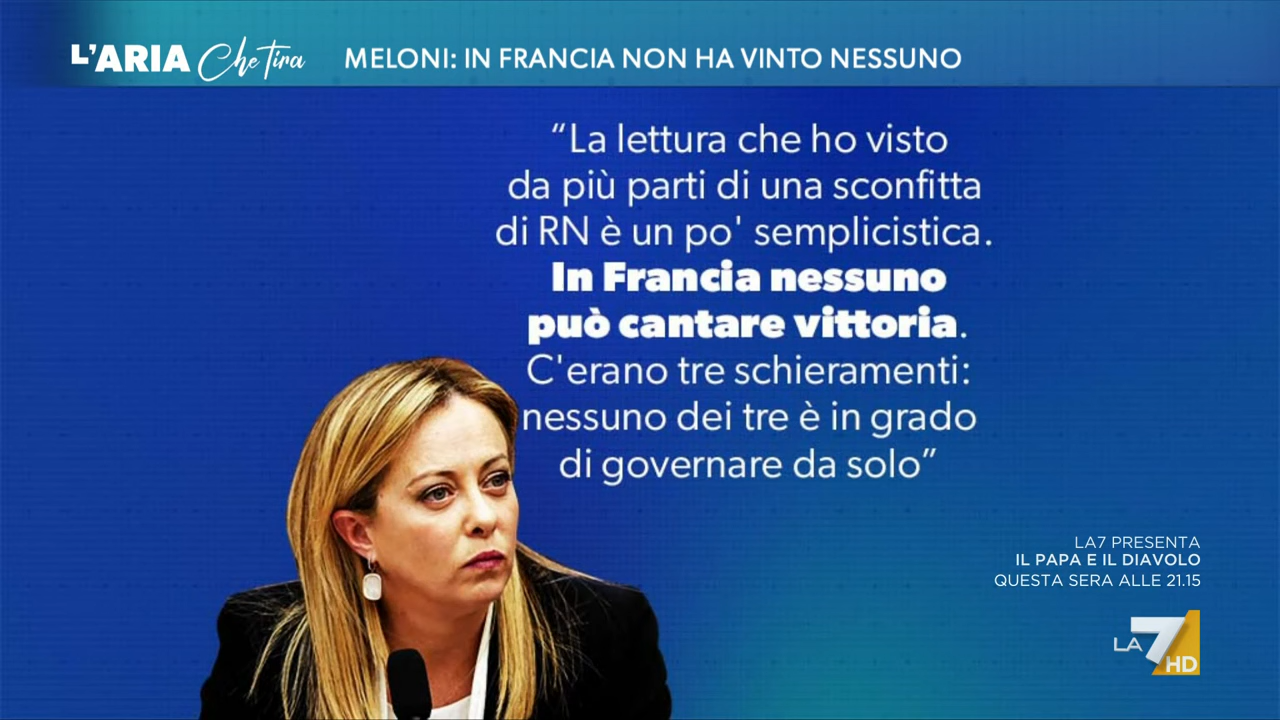 L'ARIA Che tira
MELONI: IN FRANCIA NON HA VINTO NESSUNO
“La lettura che ho visto
da più parti di una sconfitta
di RN è un po' semplicistica.
In Francia nessuno
può cantare vittoria.
C'erano tre schieramenti:
nessuno dei tre è in grado
di governare da solo”
LA7 PRESENTA
IL PAPA E IL DIAVOLO
QUESTA SERA ALLE 21.15
LA7 HD